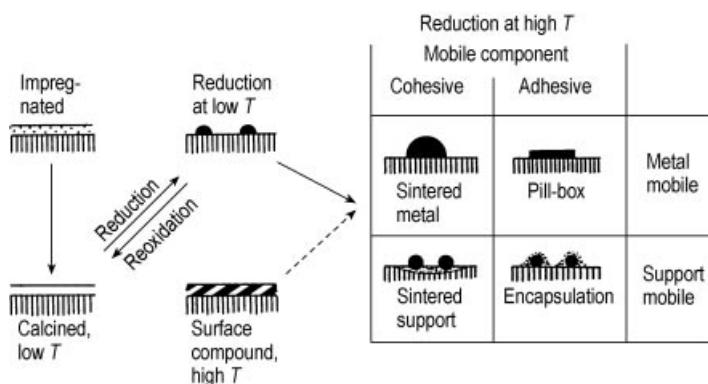 Reduction at high T
Mobile component
Cohesive
Adhesive
Impreg-
nated
Reduction
at low T
Sintered
metal
Pill-box
Metal
mobile
Reduction
Reoxidation
Calcined,
low T
Surface
compound,
high T
Sintered
support
Encapsulation
Support
mobile